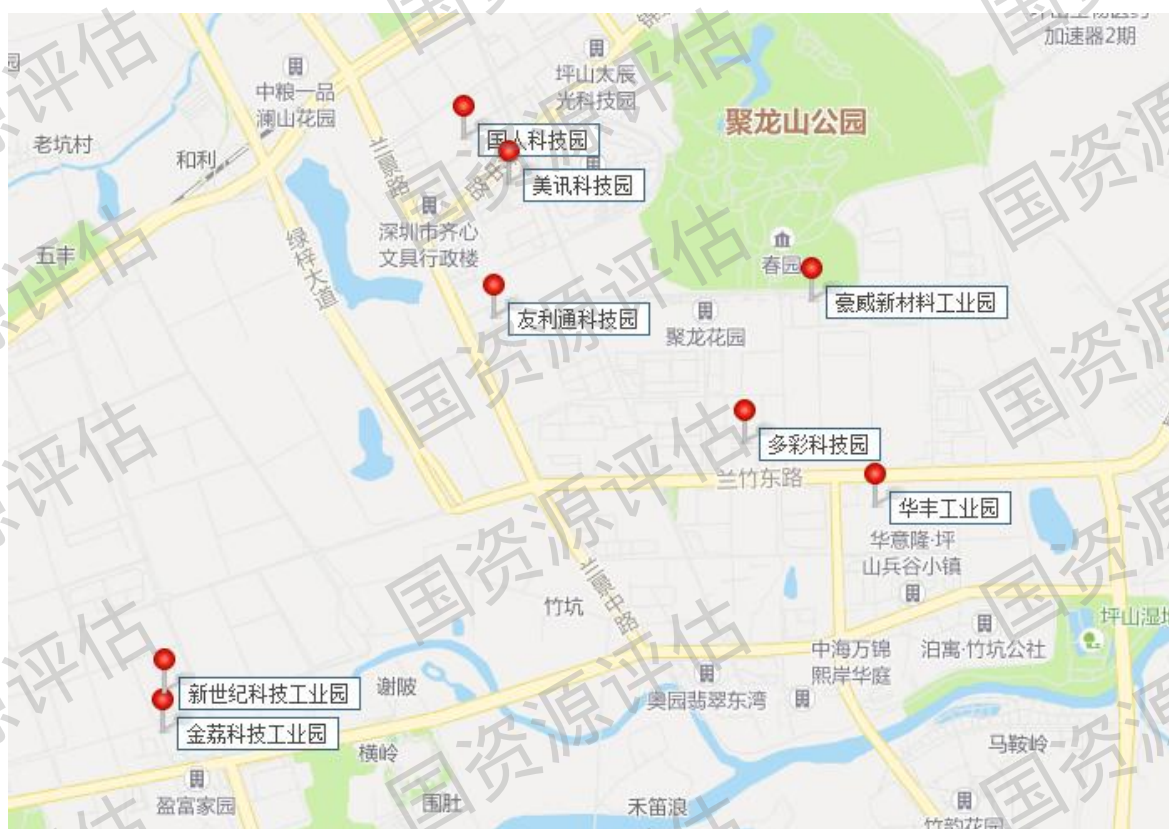 加速器2期
园
中粮一品
澜山花园
坪山太辰
光科技园
聚龙山公园
老坑村
和利
兰景路
国人科技园
美讯科技园
深圳市齐心
文具行政楼
五丰
绿梓大道
春园
豪威新材料工业园
友利通科技园
聚龙花园
多彩科技园
兰竹东路
华丰工业园
华意隆·坪
山兵谷小镇
兰景中路
竹坑
坪山湿地
中海万锦
熙岸华庭
泊寓·竹坑公社
新世纪科技工业园
谢陂
奥园翡翠东湾
金荔科技工业园
横岭
马鞍岭
盈富家园
围肚
禾笛浪
竹韵花园
国资源评估